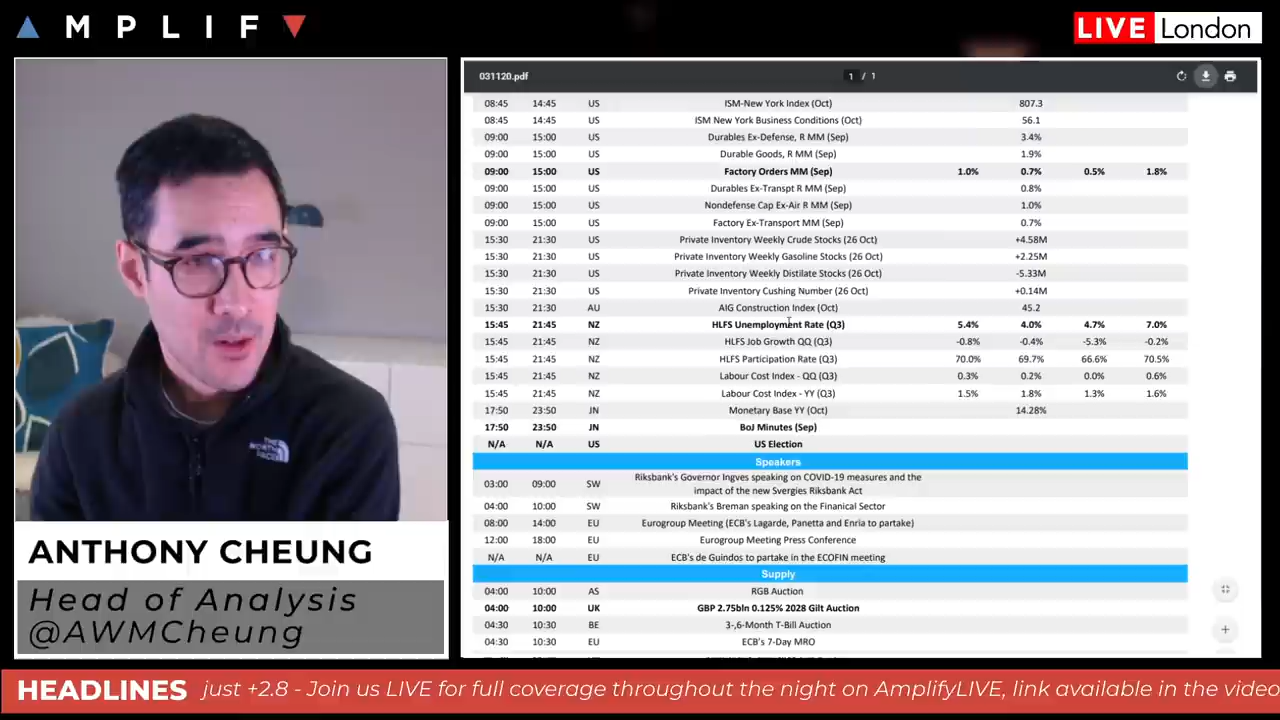 AMPLIFY
LIVE London
031120.pdf
1 / 1
08:45 14:45 US ISM-New York Index (Oct) 807.3
08:45 14:45 US ISM New York Business Conditions (Oct) 56.1
09:00 15:00 US Durables Ex-Defense, R MM (Sep) 3.4%
09:00 15:00 US Durable Goods, R MM (Sep) 1.9%
09:00 15:00 US Factory Orders MM (Sep) 1.0% 0.7% 0.5% 1.8%
09:00 15:00 US Durables Ex-Transpt R MM (Sep) 0.8%
09:00 15:00 US Nondefense Cap Ex-Air R MM (Sep) 1.0%
09:00 15:00 US Factory Ex-Transport MM (Sep) 0.7%
15:30 21:30 US Private Inventory Weekly Crude Stocks (26 Oct) +4.58M
15:30 21:30 US Private Inventory Weekly Gasoline Stocks (26 Oct) +2.25M
15:30 21:30 US Private Inventory Weekly Distilate Stocks (26 Oct) -5.33M
15:30 21:30 US Private Inventory Cushing Number (26 Oct) +0.14M
15:30 21:30 AU AIG Construction Index (Oct) 45.2
15:45 21:45 NZ HLFS Unemployment Rate (Q3) 5.4% 4.0% 4.7% 7.0%
15:45 21:45 NZ HLFS Job Growth QQ (Q3) -0.8% -0.4% -5.3% -0.2%
15:45 21:45 NZ HLFS Participation Rate (Q3) 70.0% 69.7% 66.6% 70.5%
15:45 21:45 NZ Labour Cost Index - QQ (Q3) 0.3% 0.2% 0.0% 0.6%
15:45 21:45 NZ Labour Cost Index - YY (Q3) 1.5% 1.8% 1.3% 1.6%
17:50 23:50 JN Monetary Base YY (Oct) 14.28%
17:50 23:50 JN BoJ Minutes (Sep)
N/A N/A US US Election
Speakers
03:00 09:00 SW Riksbank's Governor Ingves speaking on COVID-19 measures and the
impact of the new Svergies Riksbank Act
04:00 10:00 SW Riksbank's Breman speaking on the Finanical Sector
08:00 14:00 EU Eurogroup Meeting (ECB's Lagarde, Panetta and Enria to partake)
12:00 18:00 EU Eurogroup Meeting Press Conference
N/A N/A EU ECB's de Guindos to partake in the ECOFIN meeting
Supply
04:00 10:00 AS RGB Auction
04:00 10:00 UK GBP 2.75bln 0.125% 2028 Gilt Auction
04:30 10:30 BE 3-,6-Month T-Bill Auction
04:30 10:30 EU ECB's 7-Day MRO
THE
NORTH
FACE
ANTHONY CHEUNG
Head of Analysis
@AWMCheung
HEADLINES just +2.8 - Join us LIVE for full coverage throughout the night on AmplifyLIVE, link available in the video